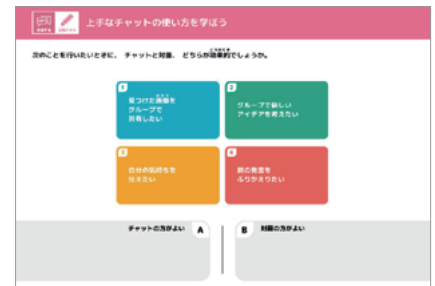 上手なチャットの使い方を学ぼう
次のことを行いたいときに、チャットと対面、どちらが効果的でしょうか。
1
見つけた画像を
グループで
共有したい
2
グループで新しい
アイデアを考えたい
3
自分の気持ちを
伝えたい
4
前の発言を
ふりかえりたい
チャットの方がよい A
B 対面の方がよい